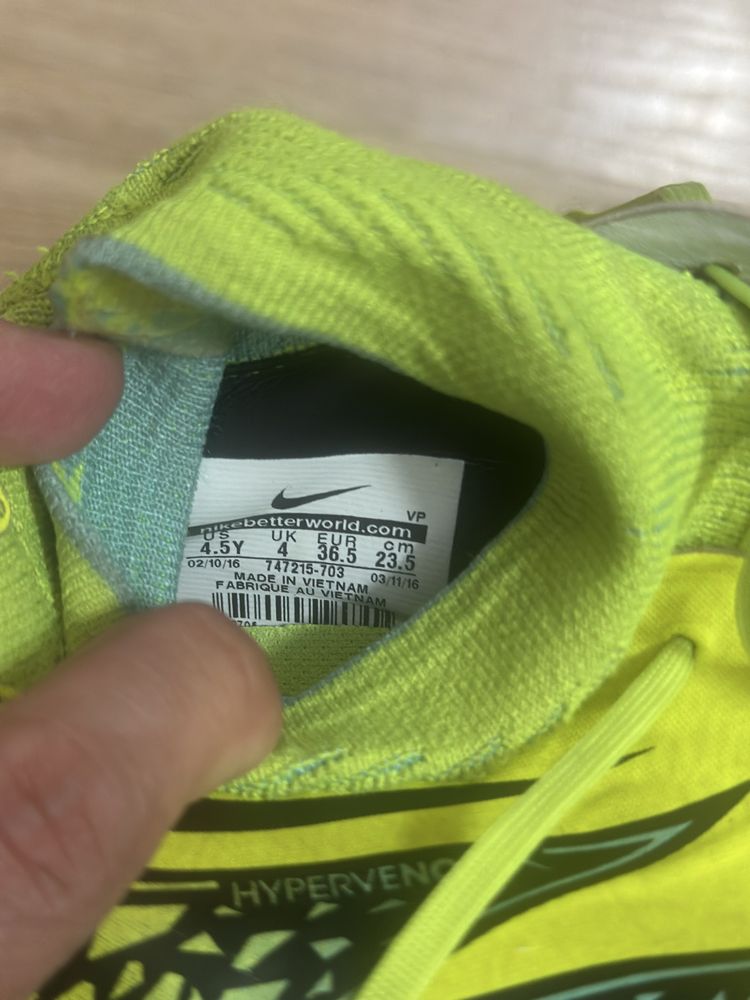 VP
nikebetterworld.com
US UK EUR cm
4.5Y 4 36.5 23.5
02/10/16 747215-703 03/11/16
MADE IN VIETNAM
FABRIQUE AU VIETNAM